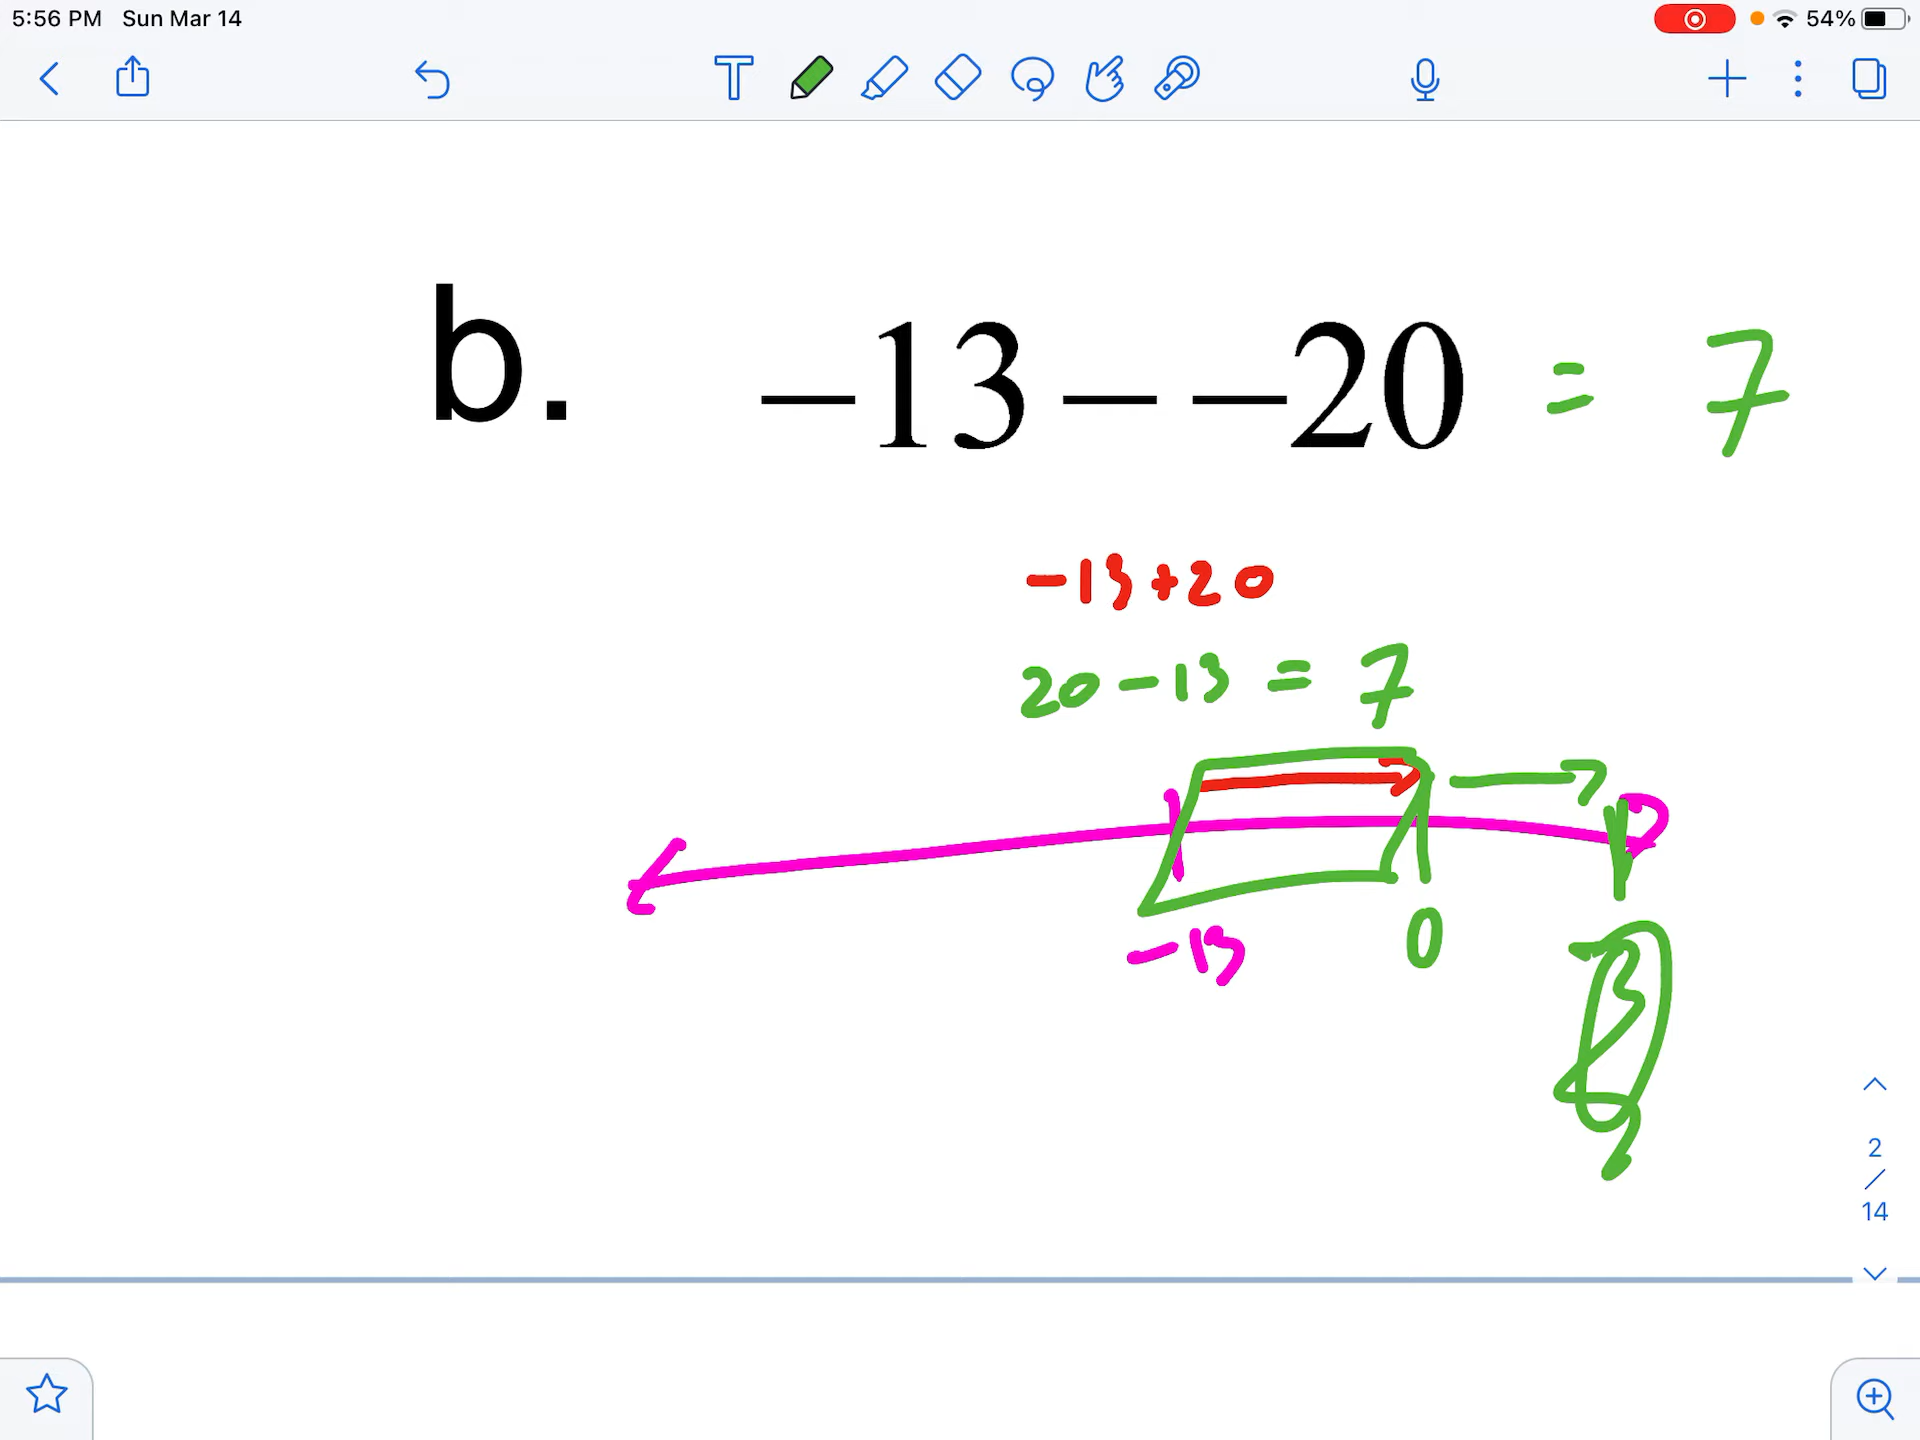 5:56 PM Sun Mar 14 54%
T
b. −13 − −20 = 7
-13+20
20-13 = 7
-13 0
2
/
14